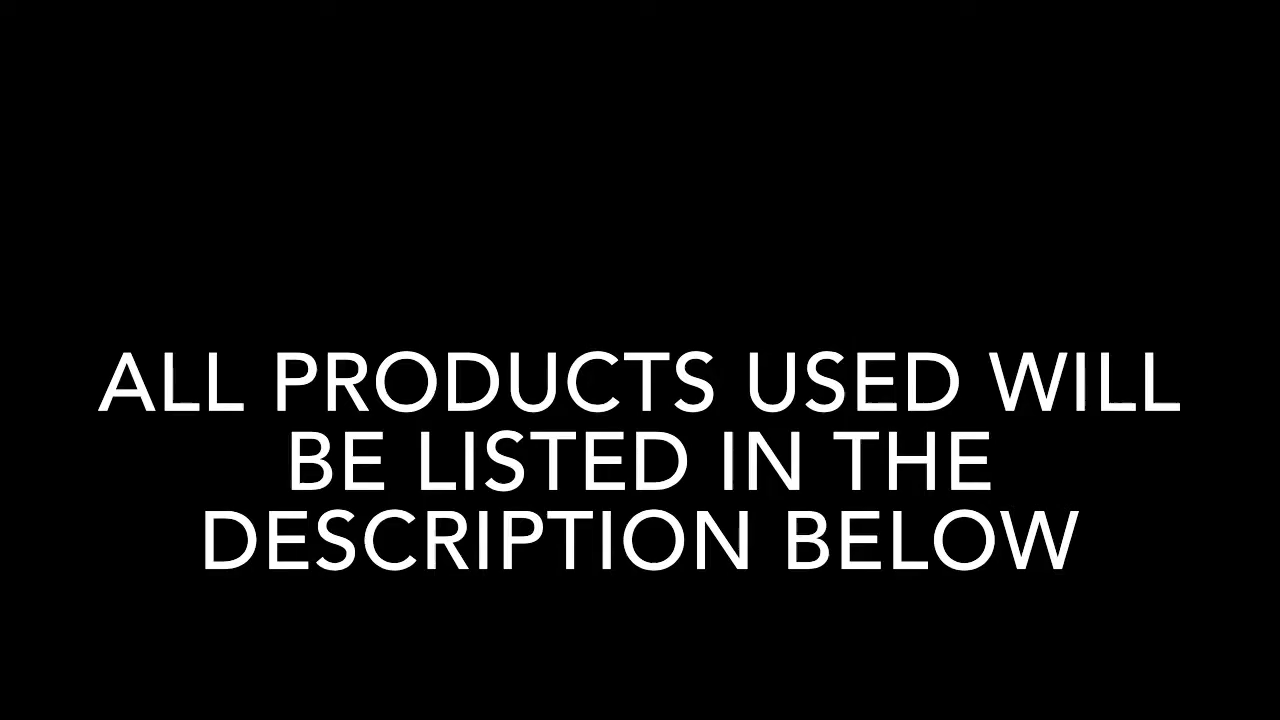 ALL PRODUCTS USED WILL
BE LISTED IN THE
DESCRIPTION BELOW